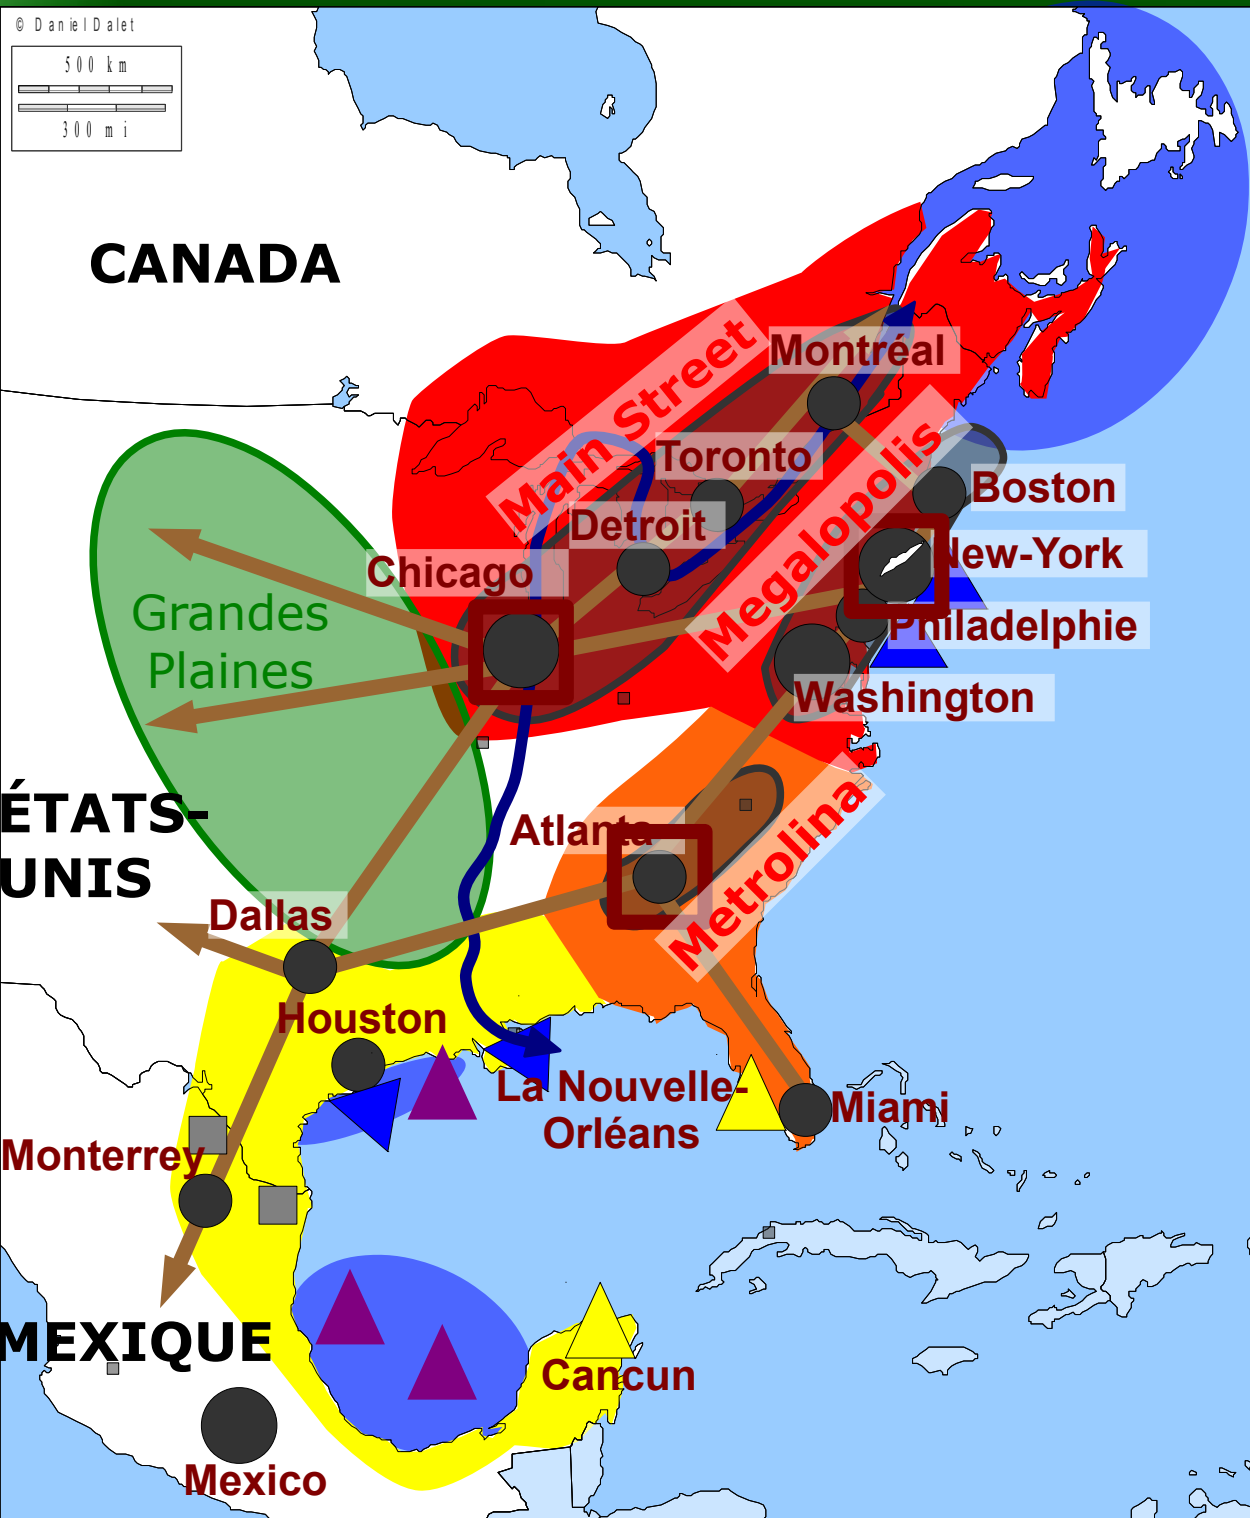 © Daniel Dalet
500 km
300 mi
CANADA
Main Street
Montréal
Megalopolis
Toronto
Boston
Detroit
New-York
Chicago
Grandes
Plaines
Philadelphie
Washington
ÉTATS-
UNIS
Atlanta
Metrolina
Dallas
Houston
La Nouvelle-
Orléans
Miami
Monterrey
MEXIQUE
Cancun
Mexico